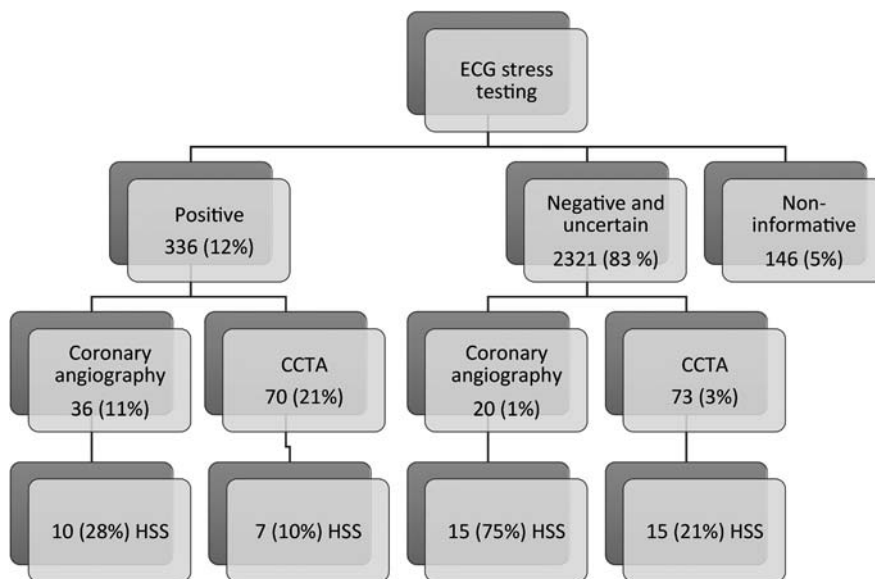 ECG stress
testing
Positive
336 (12%)
Negative and
uncertain
2321 (83 %)
Non-
informative
146 (5%)
Coronary
angiography
36 (11%)
CCTA
70 (21%)
Coronary
angiography
20 (1%)
CCTA
73 (3%)
10 (28%) HSS
7 (10%) HSS
15 (75%) HSS
15 (21%) HSS